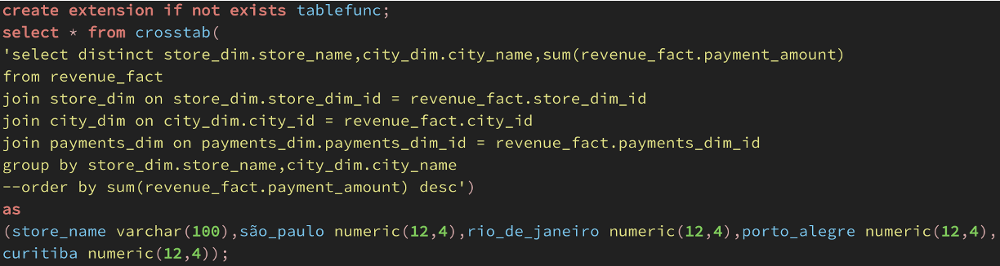 create extension if not exists tablefunc;
select * from crosstab(
'select distinct store_dim.store_name,city_dim.city_name,sum(revenue_fact.payment_amount)
from revenue_fact
join store_dim on store_dim.store_dim_id = revenue_fact.store_dim_id
join city_dim on city_dim.city_id = revenue_fact.city_id
join payments_dim on payments_dim.payments_dim_id = revenue_fact.payments_dim_id
group by store_dim.store_name,city_dim.city_name
--order by sum(revenue_fact.payment_amount) desc')
as
(store_name varchar(100),são_paulo numeric(12,4),rio_de_janeiro numeric(12,4),porto_alegre numeric(12,4),
curitiba numeric(12,4));